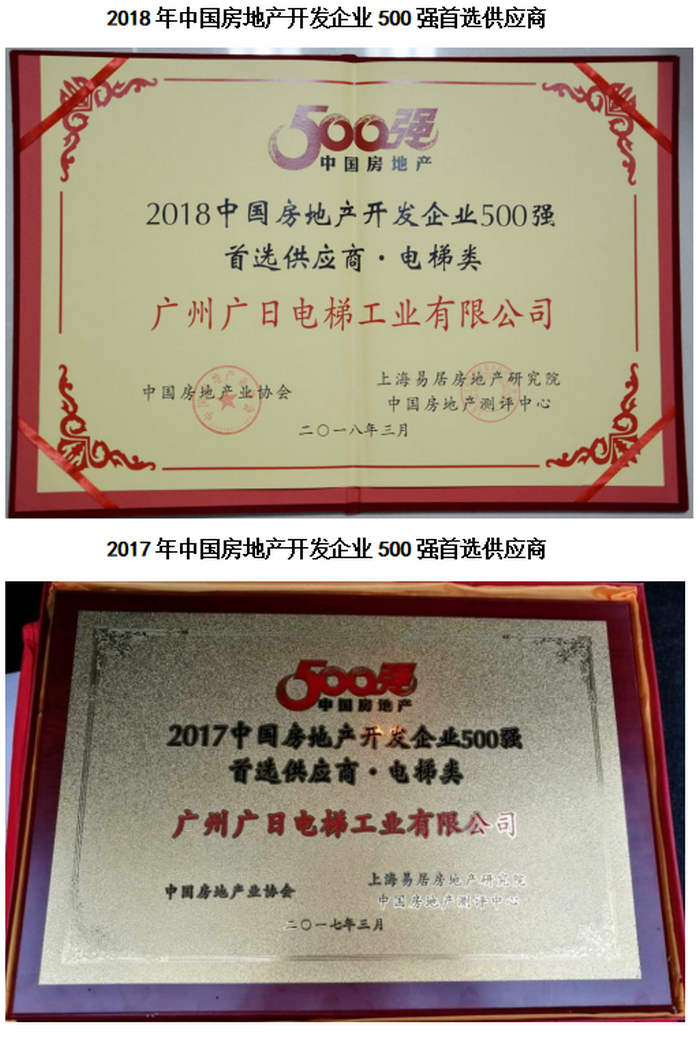 2018 年中国房地产开发企业 500 强首选供应商
500强
中国房地产
2018中国房地产开发企业500强
首选供应商·电梯类
广州广日电梯工业有限公司
中国房地产业协会
上海易居房地产研究院
中国房地产测评中心
二〇一八年三月
2017 年中国房地产开发企业 500 强首选供应商
500强
中国房地产
2017中国房地产开发企业500强
首选供应商·电梯类
广州广日电梯工业有限公司
中国房地产业协会
上海易居房地产研究院
中国房地产测评中心
二〇一七年三月